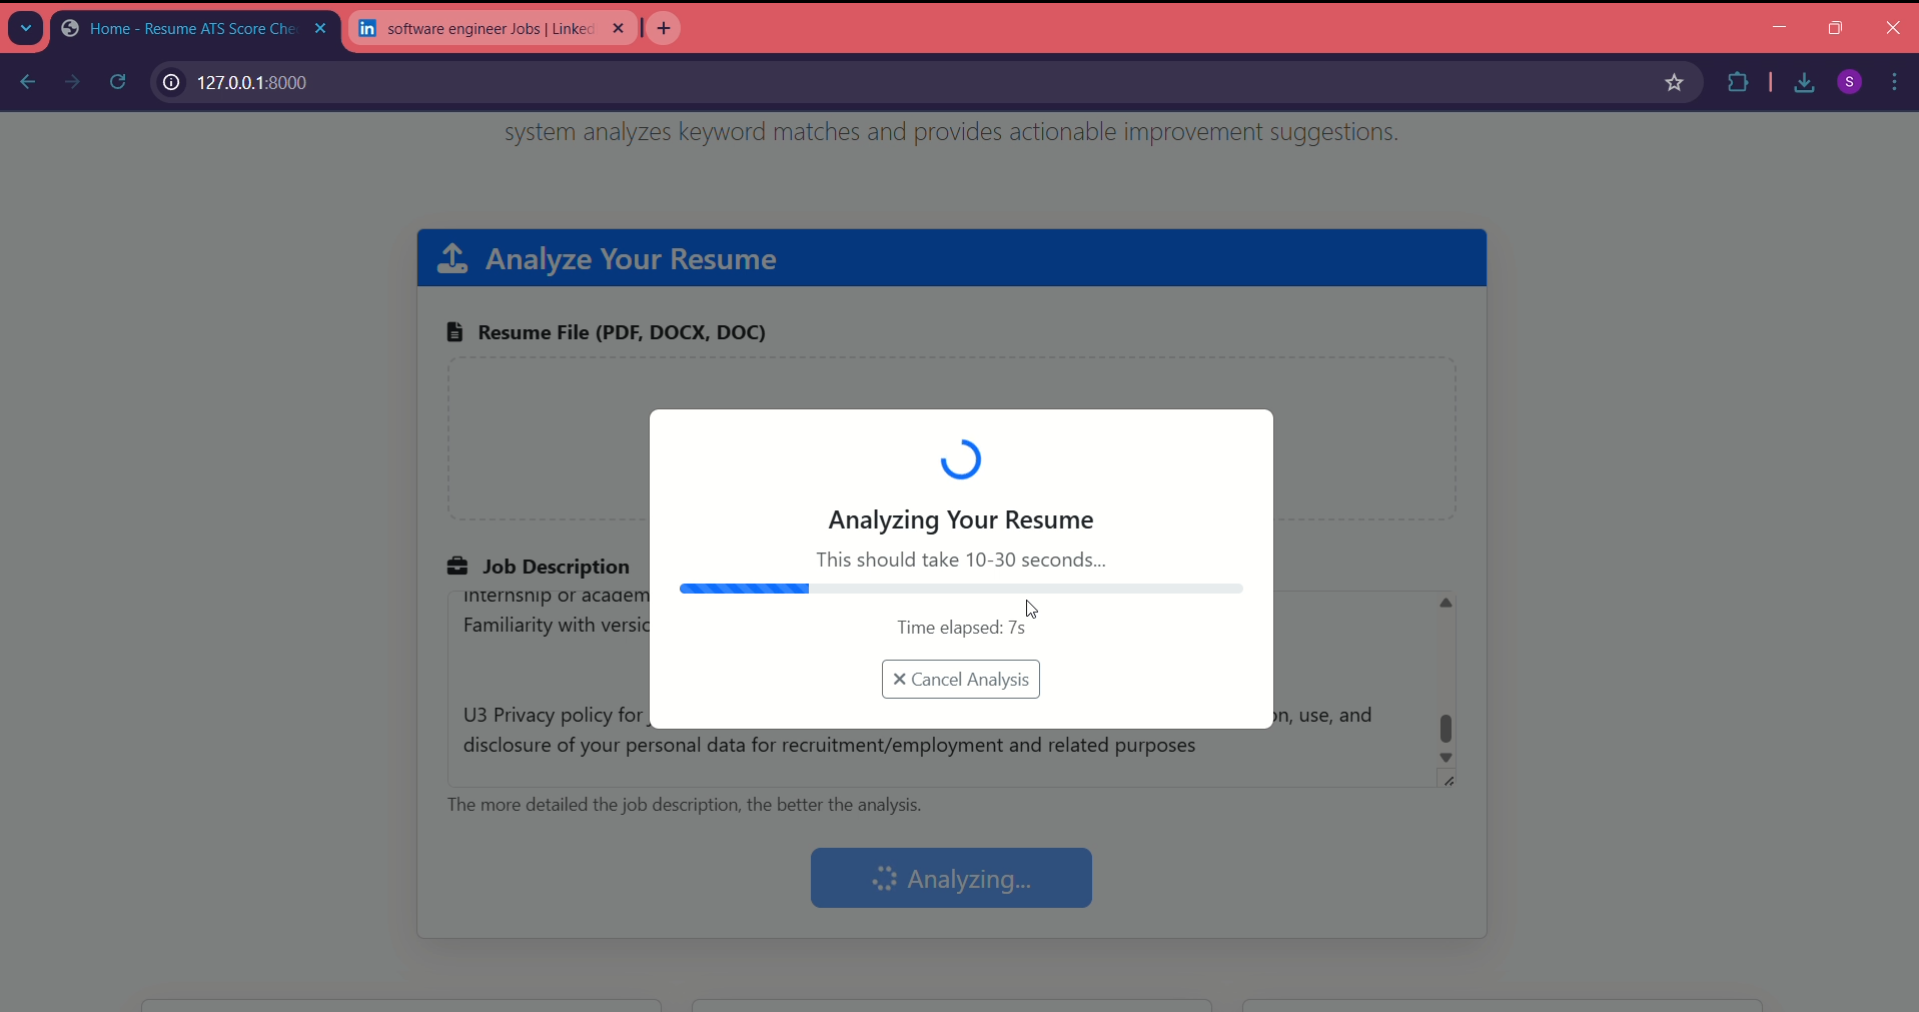 Home - Resume ATS Score Che
software engineer Jobs | Linked
127.0.0.1:8000
S
system analyzes keyword matches and provides actionable improvement suggestions.
Analyze Your Resume
Resume File (PDF, DOCX, DOC)
Analyzing Your Resume
This should take 10-30 seconds...
Time elapsed: 7s
Cancel Analysis
Job Description
internship or academ
Familiarity with versic
U3 Privacy policy for
on, use, and
disclosure of your personal data for recruitment/employment and related purposes
The more detailed the job description, the better the analysis.
Analyzing...